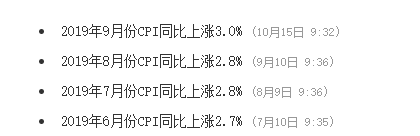 2019年9月份CPI同比上涨3.0% (10月15日 9:32)
2019年8月份CPI同比上涨2.8% (9月10日 9:36)
2019年7月份CPI同比上涨2.8% (8月9日 9:36)
2019年6月份CPI同比上涨2.7% (7月10日 9:35)